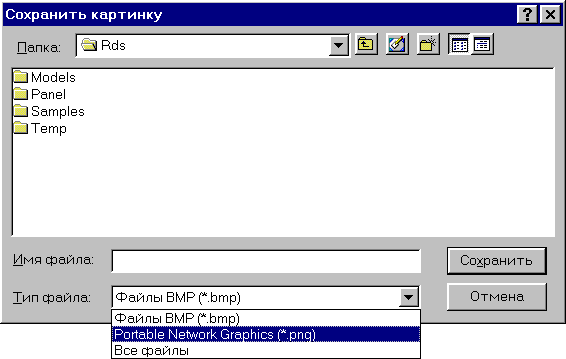 Сохранить картинку
Папка: Rds
Models
Panel
Samples
Temp
Имя файла:
Сохранить
Тип файла: Файлы BMP (*.bmp)
Отмена
Файлы BMP (*.bmp)
Portable Network Graphics (*.png)
Все файлы